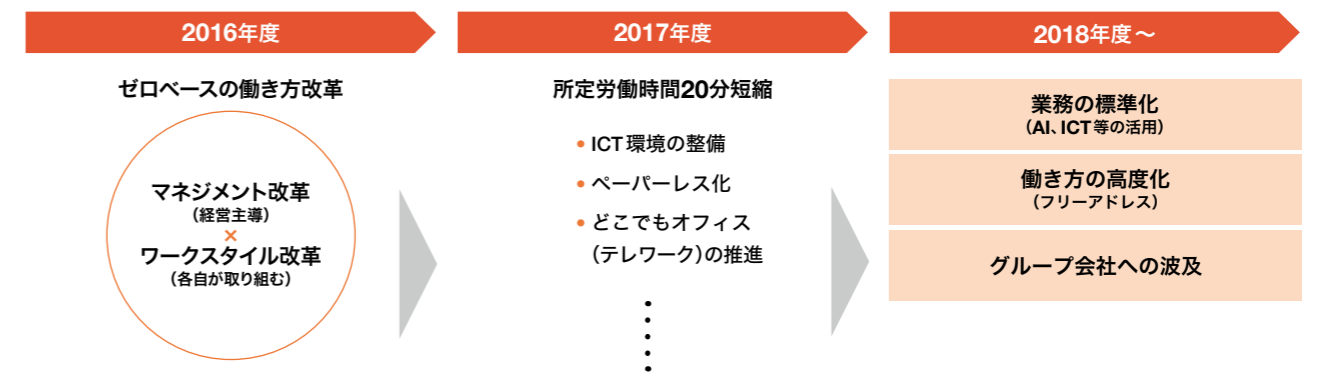 2016年度
ゼロベースの働き方改革
マネジメント改革
（経営主導）
×
ワークスタイル改革
（各自が取り組む）
2017年度
所定労働時間20分短縮
• ICT環境の整備
• ペーパーレス化
• どこでもオフィス
（テレワーク）の推進
2018年度～
業務の標準化
（AI、ICT等の活用）
働き方の高度化
（フリーアドレス）
グループ会社への波及